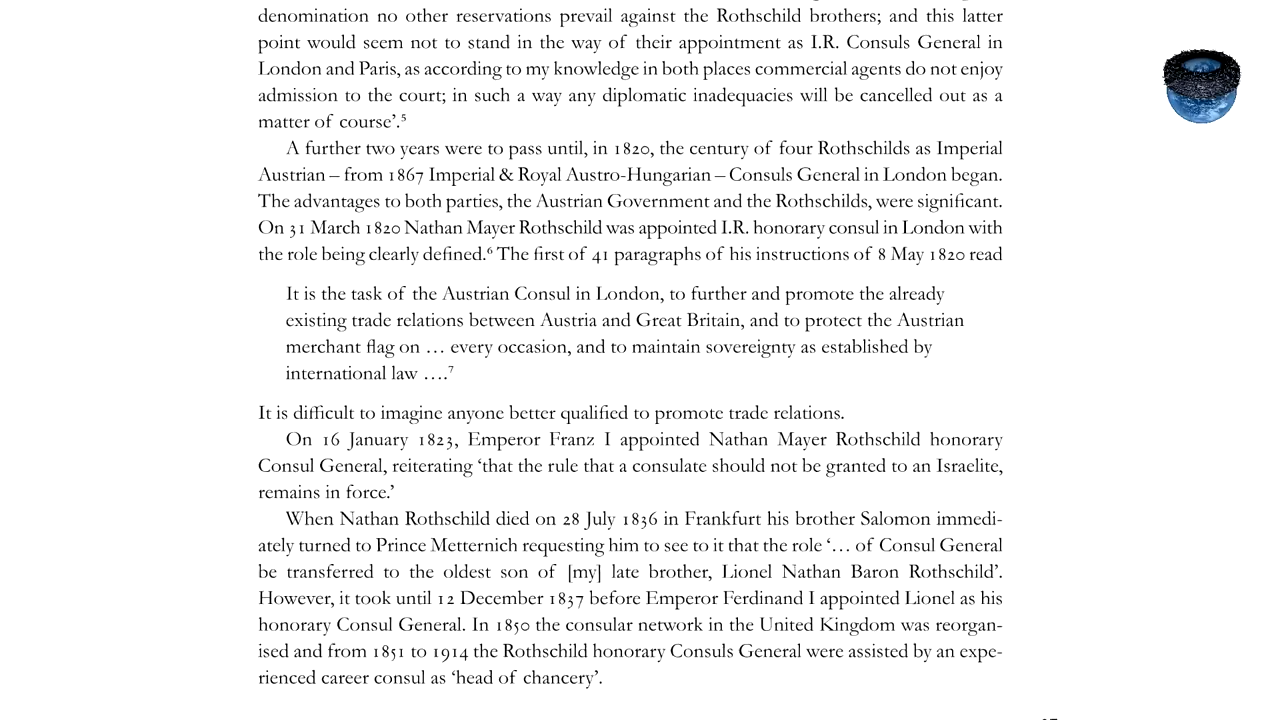 denomination no other reservations prevail against the Rothschild brothers; and this latter
point would seem not to stand in the way of their appointment as I.R. Consuls General in
London and Paris, as according to my knowledge in both places commercial agents do not enjoy
admission to the court; in such a way any diplomatic inadequacies will be cancelled out as a
matter of course’.⁵
A further two years were to pass until, in 1820, the century of four Rothschilds as Imperial
Austrian – from 1867 Imperial & Royal Austro-Hungarian – Consuls General in London began.
The advantages to both parties, the Austrian Government and the Rothschilds, were significant.
On 31 March 1820 Nathan Mayer Rothschild was appointed I.R. honorary consul in London with
the role being clearly defined.⁶ The first of 41 paragraphs of his instructions of 8 May 1820 read
It is the task of the Austrian Consul in London, to further and promote the already
existing trade relations between Austria and Great Britain, and to protect the Austrian
merchant flag on … every occasion, and to maintain sovereignty as established by
international law ….⁷
It is difficult to imagine anyone better qualified to promote trade relations.
On 16 January 1823, Emperor Franz I appointed Nathan Mayer Rothschild honorary
Consul General, reiterating ‘that the rule that a consulate should not be granted to an Israelite,
remains in force.’
When Nathan Rothschild died on 28 July 1836 in Frankfurt his brother Salomon immedi-
ately turned to Prince Metternich requesting him to see to it that the role ‘… of Consul General
be transferred to the oldest son of [my] late brother, Lionel Nathan Baron Rothschild’.
However, it took until 12 December 1837 before Emperor Ferdinand I appointed Lionel as his
honorary Consul General. In 1850 the consular network in the United Kingdom was reorgan-
ised and from 1851 to 1914 the Rothschild honorary Consuls General were assisted by an expe-
rienced career consul as ‘head of chancery’.